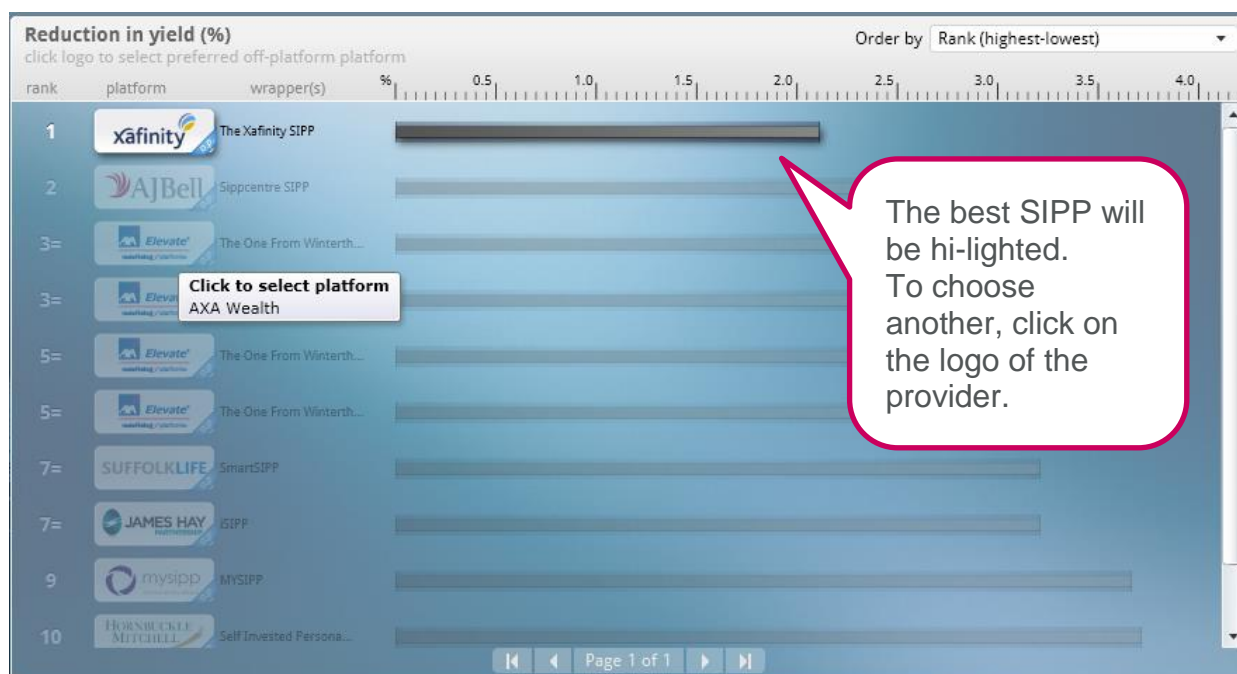 Reduction in yield (%)
click logo to select preferred off-platform platform
Order by Rank (highest-lowest)
rank platform wrapper(s) % 0.5 1.0 1.5 2.0 2.5 3.0 3.5 4.0
1 xafinity The Xafinity SIPP
2 AJBell Sippcentre SIPP
3= AXA Elevate The One From Winterth...
Click to select platform
AXA Wealth
3= Elevate
5= Elevate The One From Winterth...
5= Elevate The One From Winterth...
7= SUFFOLKLIFE SmartSIPP
7= JAMES HAY iSIPP
9 mysipp MYSIPP
10 HORNBUCKLE
MITCHELL Self Invested Persona...
Page 1 of 1
The best SIPP will
be hi-lighted.
To choose
another, click on
the logo of the
provider.